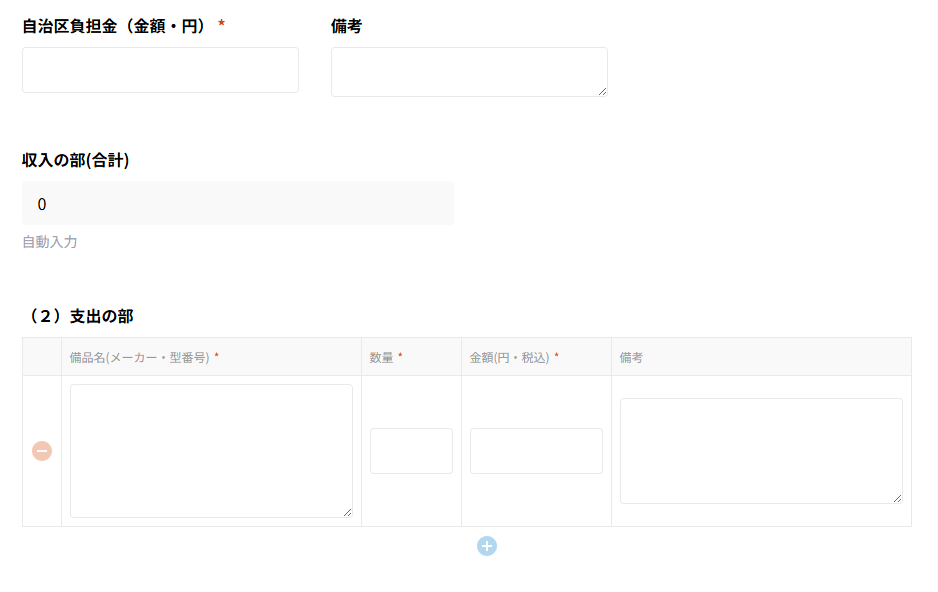 自治区負担金（金額・円） *
備考
収入の部(合計)
0
自動入力
（２）支出の部
備品名(メーカー・型番号) *
数量 *
金額(円・税込) *
備考